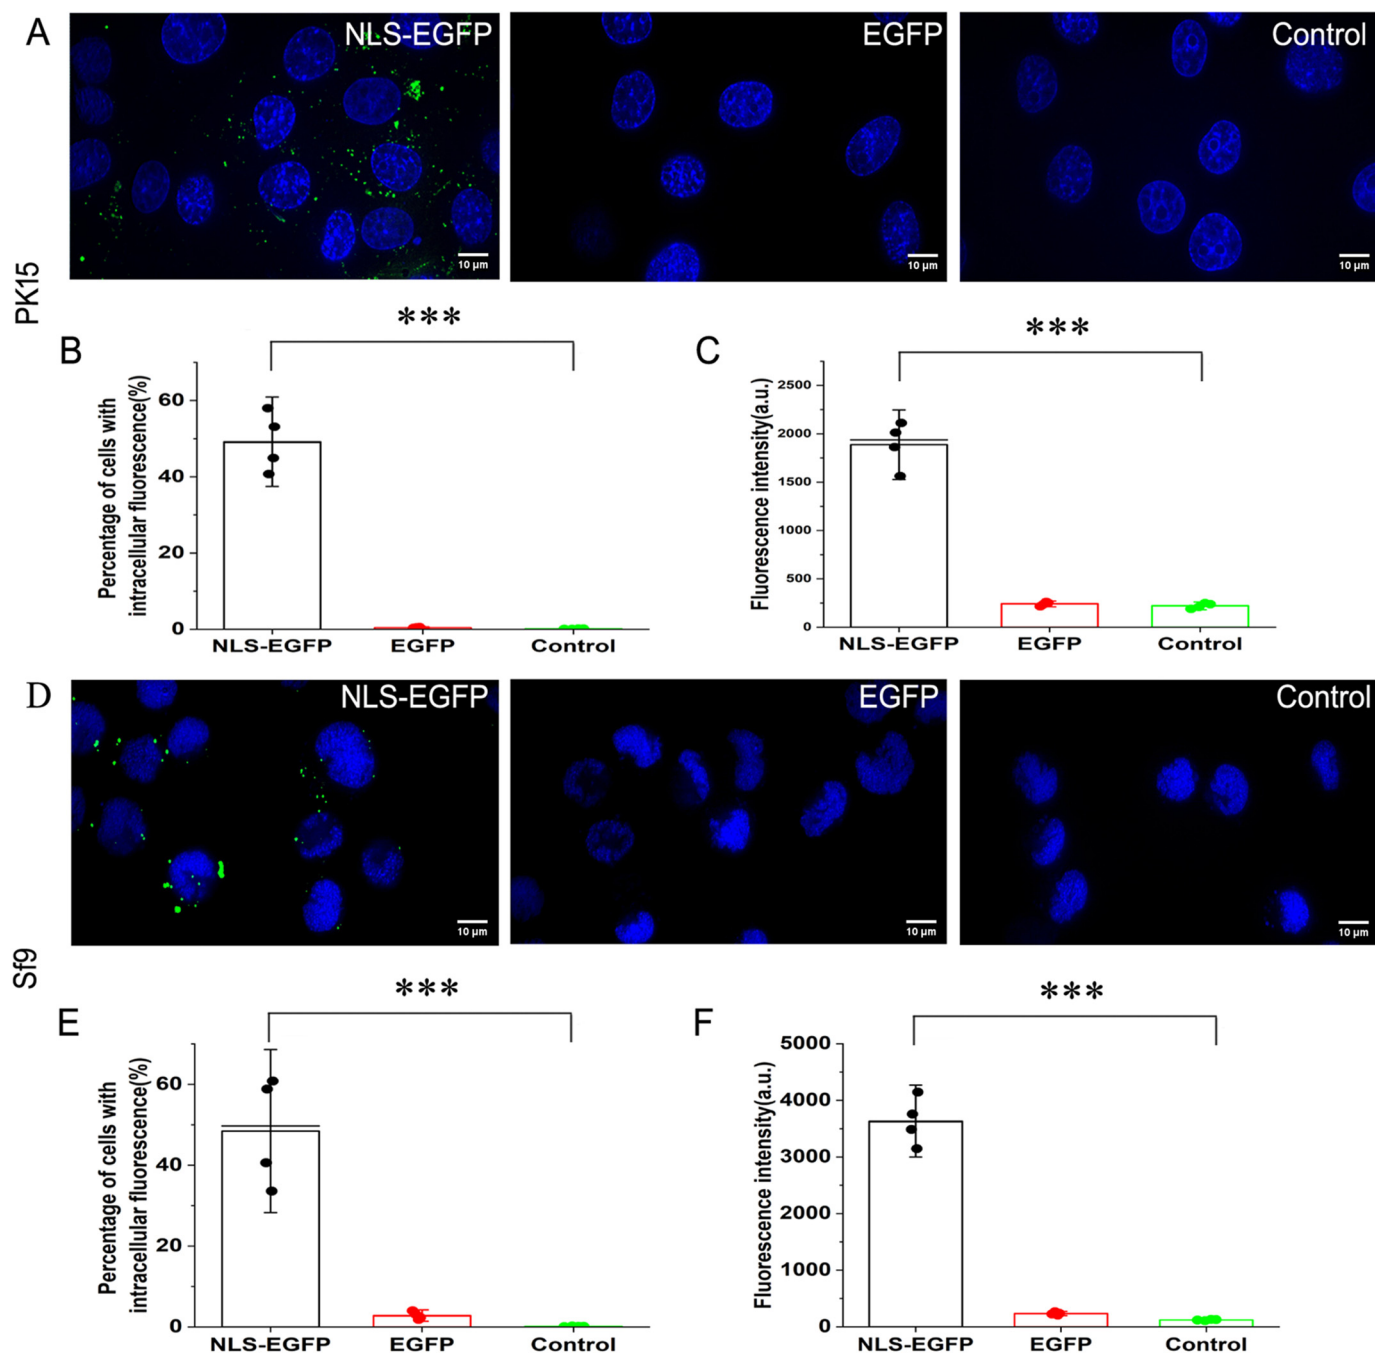 A
NLS-EGFP
EGFP
Control
10 µm
10 µm
10 µm
PK15
B
***
Percentage of cells with
intracellular fluorescence(%)
60
40
20
0
NLS-EGFP
EGFP
Control
C
***
Fluorescence intensity(a.u.)
2500
2000
1500
1000
500
0
NLS-EGFP
EGFP
Control
D
NLS-EGFP
EGFP
Control
10 µm
10 µm
10 µm
Sf9
E
***
Percentage of cells with
intracellular fluorescence(%)
60
40
20
0
NLS-EGFP
EGFP
Control
F
***
Fluorescence intensity(a.u.)
5000
4000
3000
2000
1000
0
NLS-EGFP
EGFP
Control